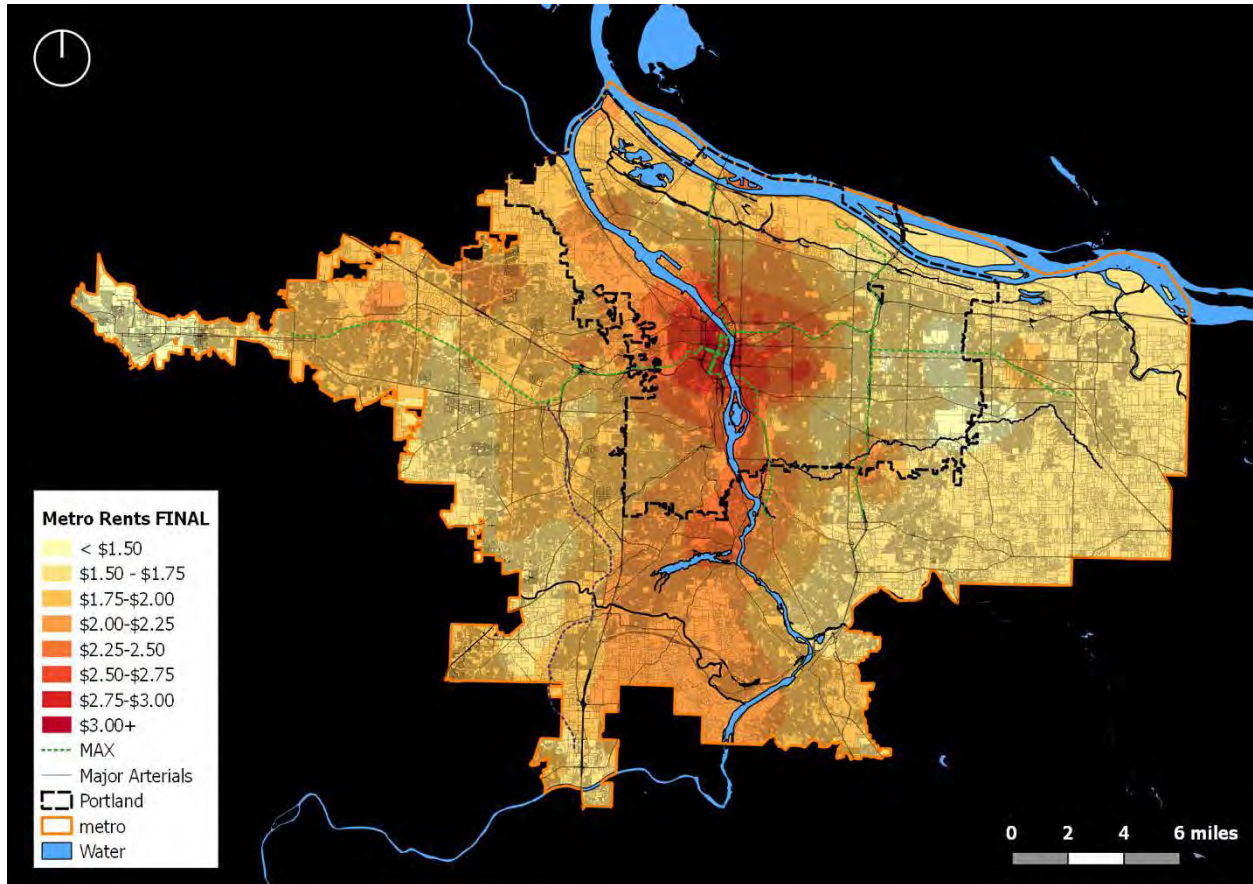 Metro Rents FINAL
< $1.50
$1.50 - $1.75
$1.75-$2.00
$2.00-$2.25
$2.25-2.50
$2.50-$2.75
$2.75-$3.00
$3.00+
MAX
Major Arterials
Portland
metro
Water
0 2 4 6 miles